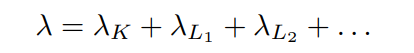 λ = λ_K + λ_{L_1} + λ_{L_2} + …